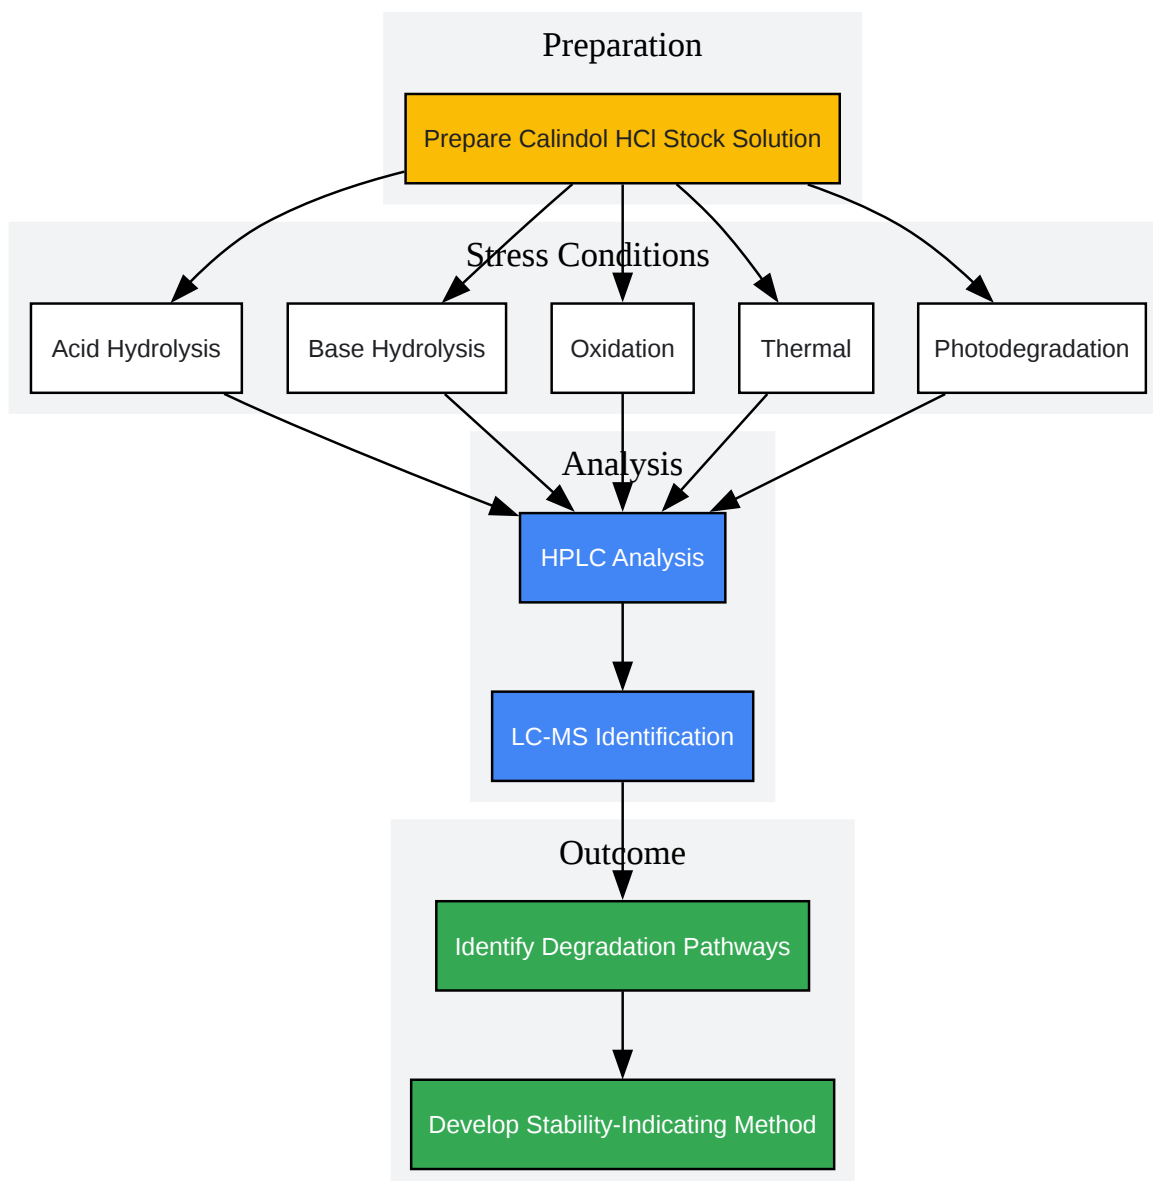 Preparation
Prepare Calindol HCl Stock Solution
Stress Conditions
Acid Hydrolysis
Base Hydrolysis
Oxidation
Thermal
Photodegradation
Analysis
HPLC Analysis
LC-MS Identification
Outcome
Identify Degradation Pathways
Develop Stability-Indicating Method